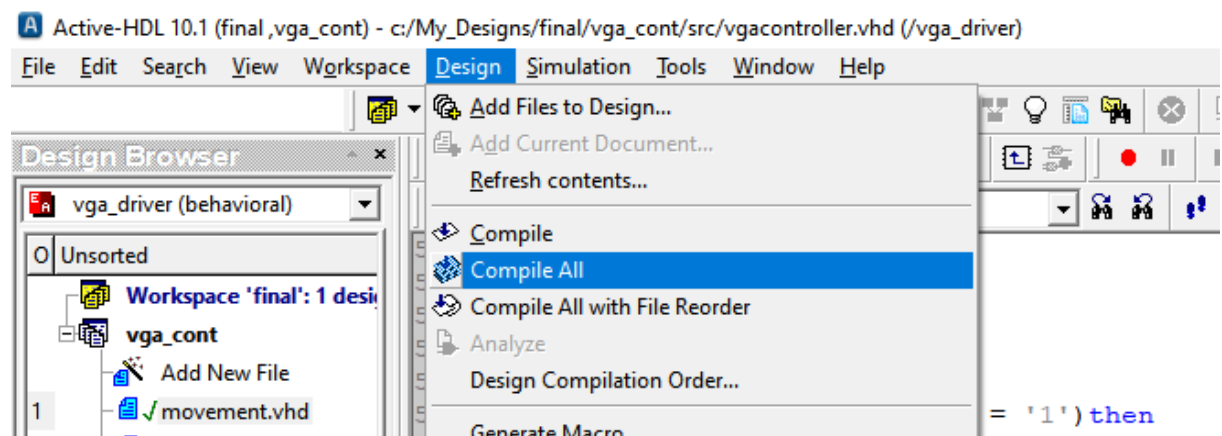 Active-HDL 10.1 (final ,vga_cont) - c:/My_Designs/final/vga_cont/src/vgacontroller.vhd (/vga_driver)
File Edit Search View Workspace Design Simulation Tools Window Help
Add Files to Design...
Add Current Document...
Refresh contents...
Compile
Compile All
Compile All with File Reorder
Analyze
Design Compilation Order...
Generate Macro
Design Browser
vga_driver (behavioral)
O Unsorted
Workspace 'final': 1 desi
vga_cont
Add New File
1 movement.vhd
= '1')then